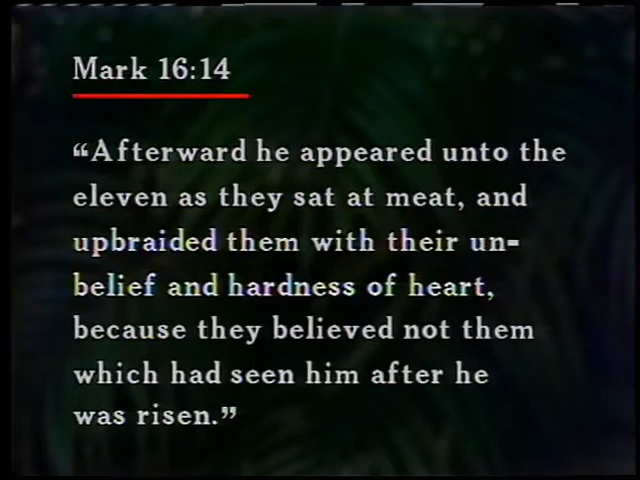 Mark 16:14
“Afterward he appeared unto the
eleven as they sat at meat, and
upbraided them with their un-
belief and hardness of heart,
because they believed not them
which had seen him after he
was risen.”